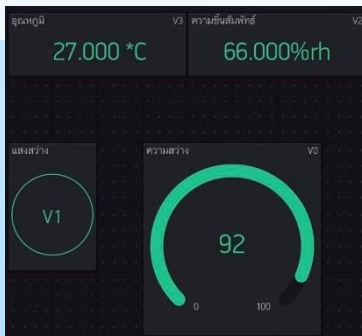 อุณหภูมิ V3
27.000 *C
ความชื้นสัมพัทธ์ V2
66.000%rh
แสงสว่าง
V1
ความสว่าง V0
92
0 100